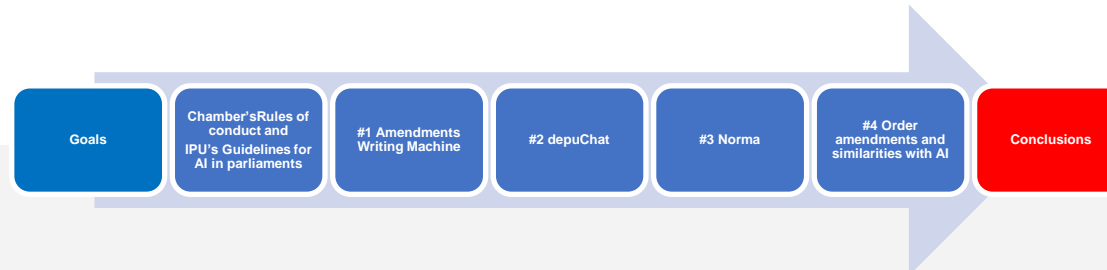 Goals
Chamber'sRules of
conduct and
IPU's Guidelines for
AI in parliaments
#1 Amendments
Writing Machine
#2 depuChat
#3 Norma
#4 Order
amendments and
similarities with AI
Conclusions